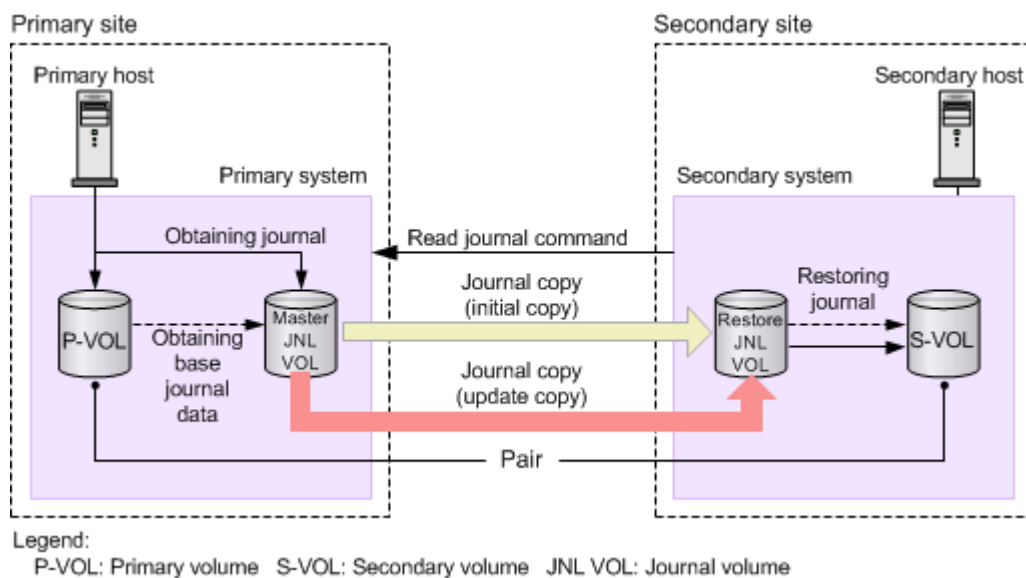 Primary site
Secondary site
Primary host
Secondary host
Primary system
Secondary system
Obtaining journal
Read journal command
Journal copy
(initial copy)
Restoring
journal
P-VOL
Obtaining
base
journal
data
Master
JNL
VOL
Restore
JNL
VOL
S-VOL
Journal copy
(update copy)
Pair
Legend:
P-VOL: Primary volume S-VOL: Secondary volume JNL VOL: Journal volume